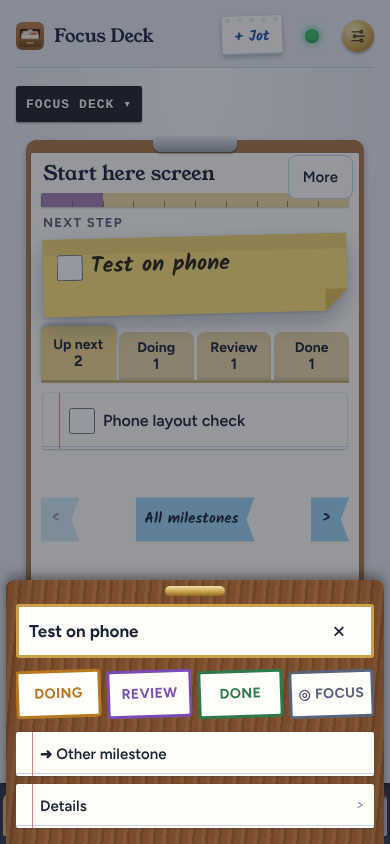 Focus Deck
+ Jot
FOCUS DECK ▾
Start here screen
More
NEXT STEP
Test on phone
Up next
2
Doing
1
Review
1
Done
1
Phone layout check
<
All milestones
>
Test on phone
×
DOING
REVIEW
DONE
◎ FOCUS
➜ Other milestone
Details >